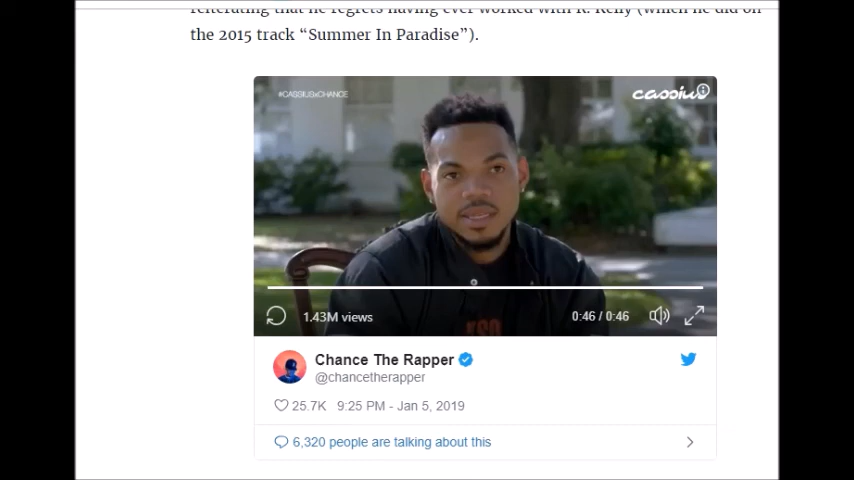 reiterating that he regrets having ever worked with R. Kelly (which he did on
the 2015 track “Summer In Paradise”).
#CASSIUSxCHANCE
cassius
1.43M views
0:46 / 0:46
Chance The Rapper
@chancetherapper
25.7K 9:25 PM - Jan 5, 2019
6,320 people are talking about this